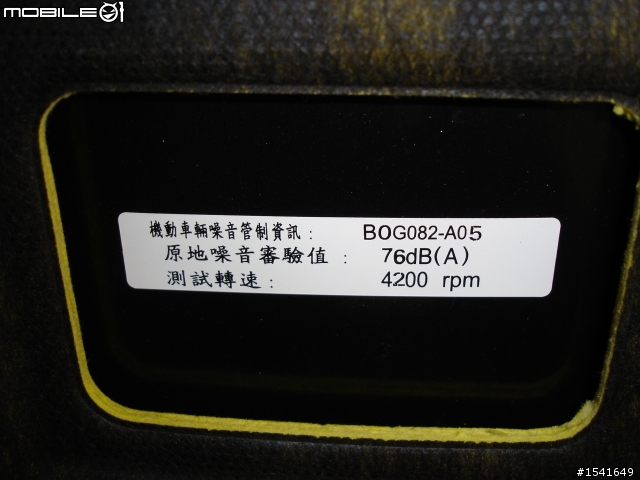 MOBILE01
機動車輛噪音管制資訊： BOG082-A05
原地噪音審驗值： 76dB(A)
測試轉速： 4200 rpm
#1541649